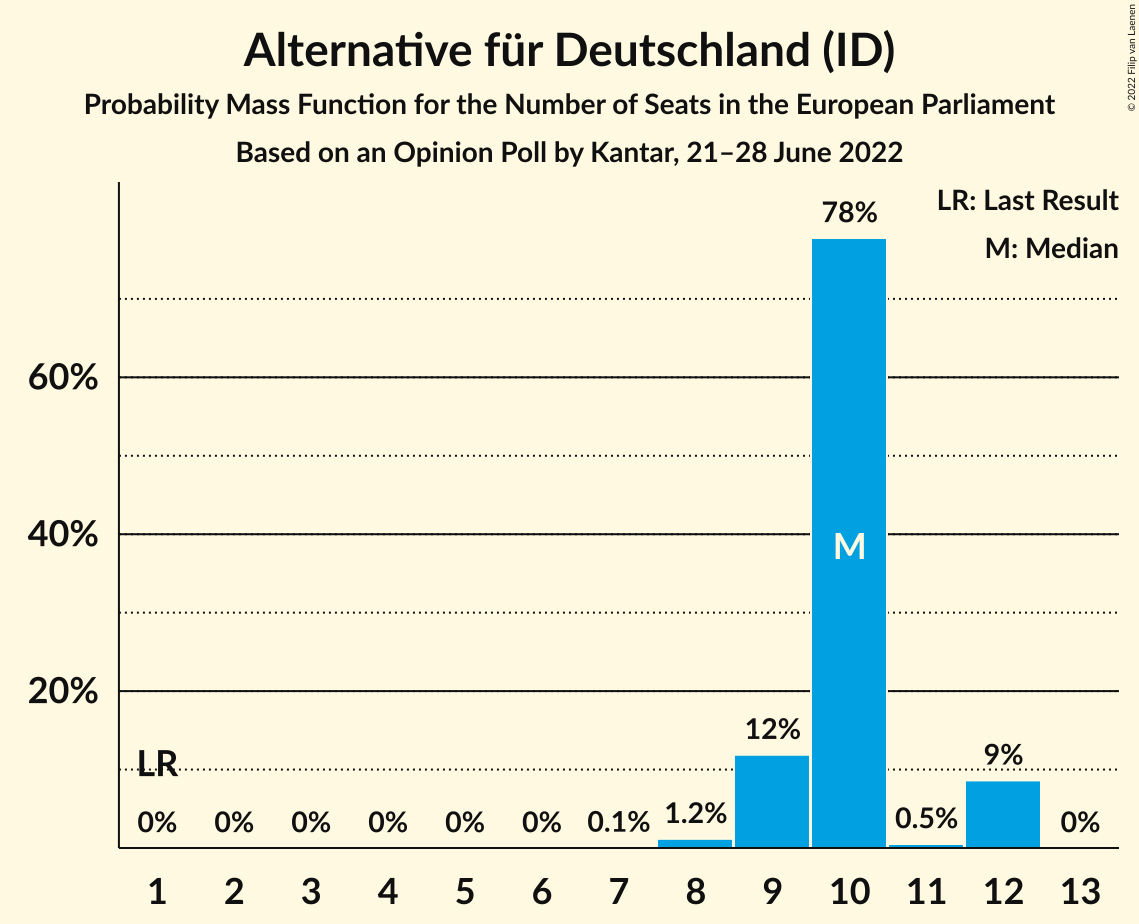 Alternative für Deutschland (ID)
Probability Mass Function for the Number of Seats in the European Parliament
Based on an Opinion Poll by Kantar, 21–28 June 2022
© 2022 Filip van Laenen
LR: Last Result
M: Median
78%
60%
40%
M
20%
12%
9%
LR
0% 0% 0% 0% 0% 0% 0.1% 1.2% 0.5% 0%
1 2 3 4 5 6 7 8 9 10 11 12 13